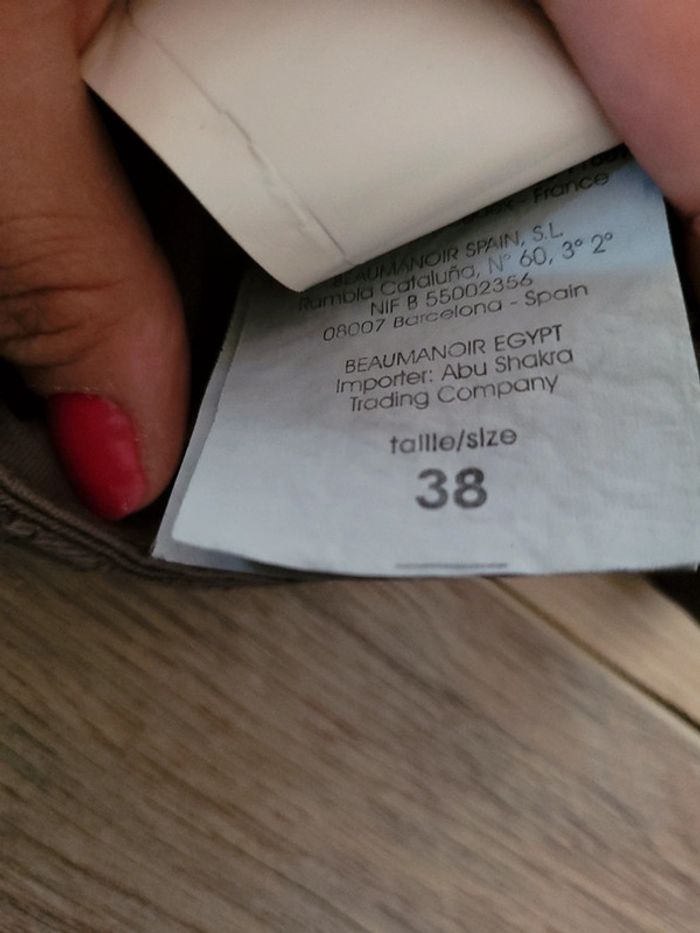 - France
BEAUMANOIR SPAIN, S.L.
Rambla Cataluña, Nº 60, 3º 2º
NIF B 55002356
08007 Barcelona - Spain
BEAUMANOIR EGYPT
Importer: Abu Shakra
Trading Company
taille/size
38